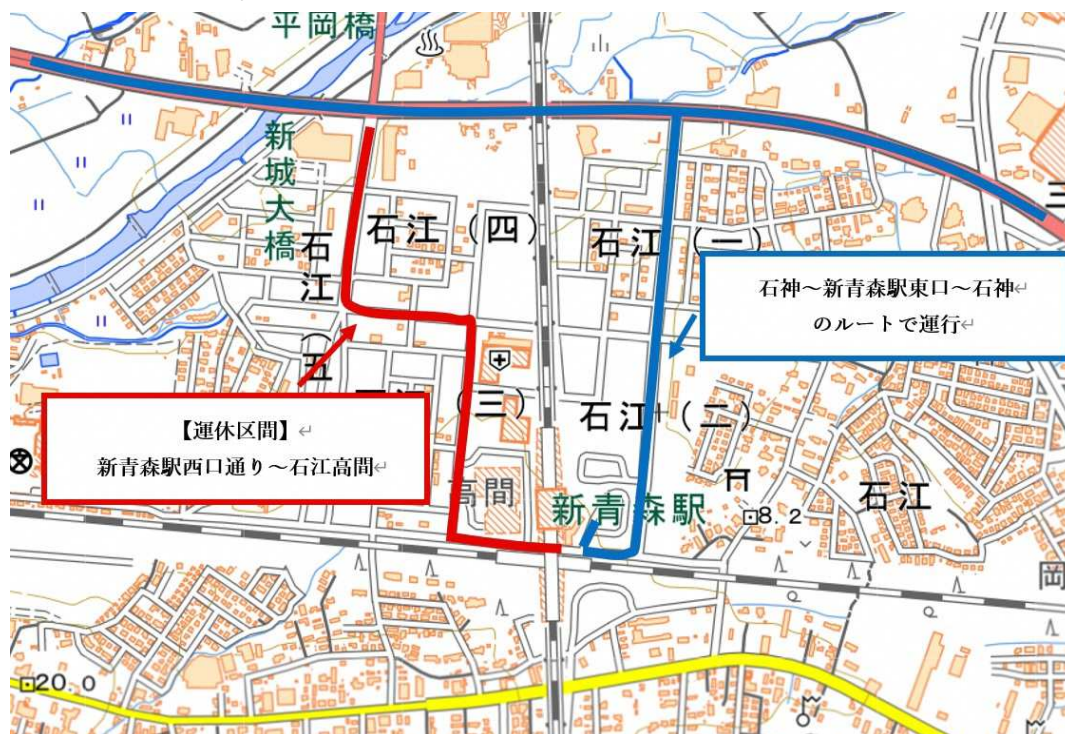 平岡橋
新城大橋
石江（四）
石江（一）
石江（五）
三
石神～新青森駅東口～石神↵
のルートで運行↵
（三）
石江（二）
【運休区間】↵
新青森駅西口通り～石江高間↵
高間
新青森駅
8.2
石江
岡
20.0